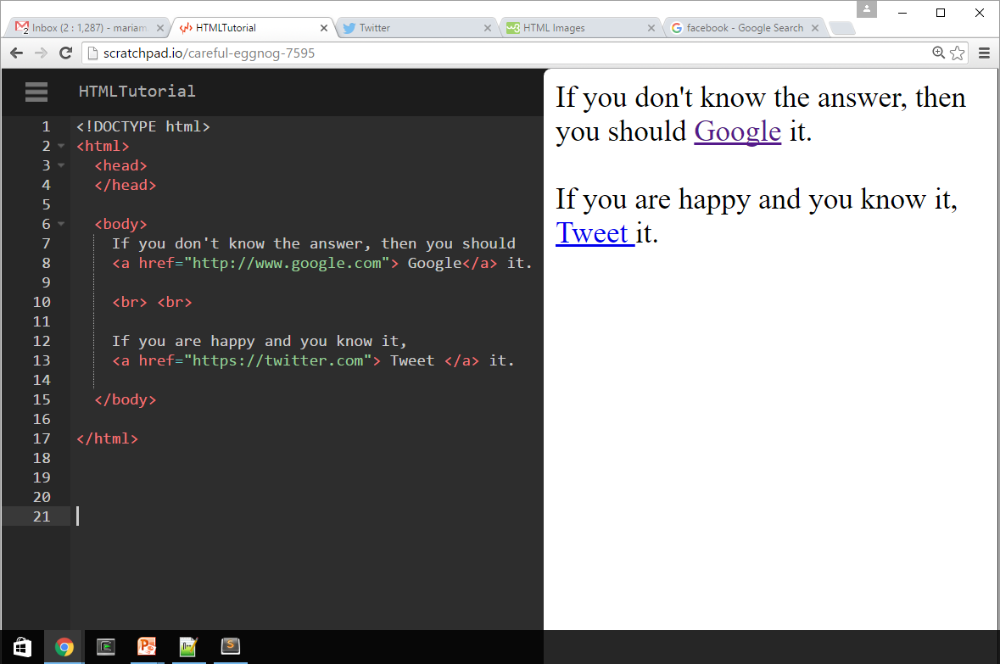 Inbox (2 : 1,287) - mariam
HTMLTutorial
Twitter
HTML Images
facebook - Google Search
scratchpad.io/careful-eggnog-7595
HTMLTutorial
1 <!DOCTYPE html>
2 <html>
3 <head>
4 </head>
5
6 <body>
7 If you don't know the answer, then you should
8 <a href="http://www.google.com"> Google</a> it.
9
10 <br> <br>
11
12 If you are happy and you know it,
13 <a href="https://twitter.com"> Tweet </a> it.
14
15 </body>
16
17 </html>
18
19
20
21
If you don't know the answer, then
you should Google it.
If you are happy and you know it,
Tweet it.